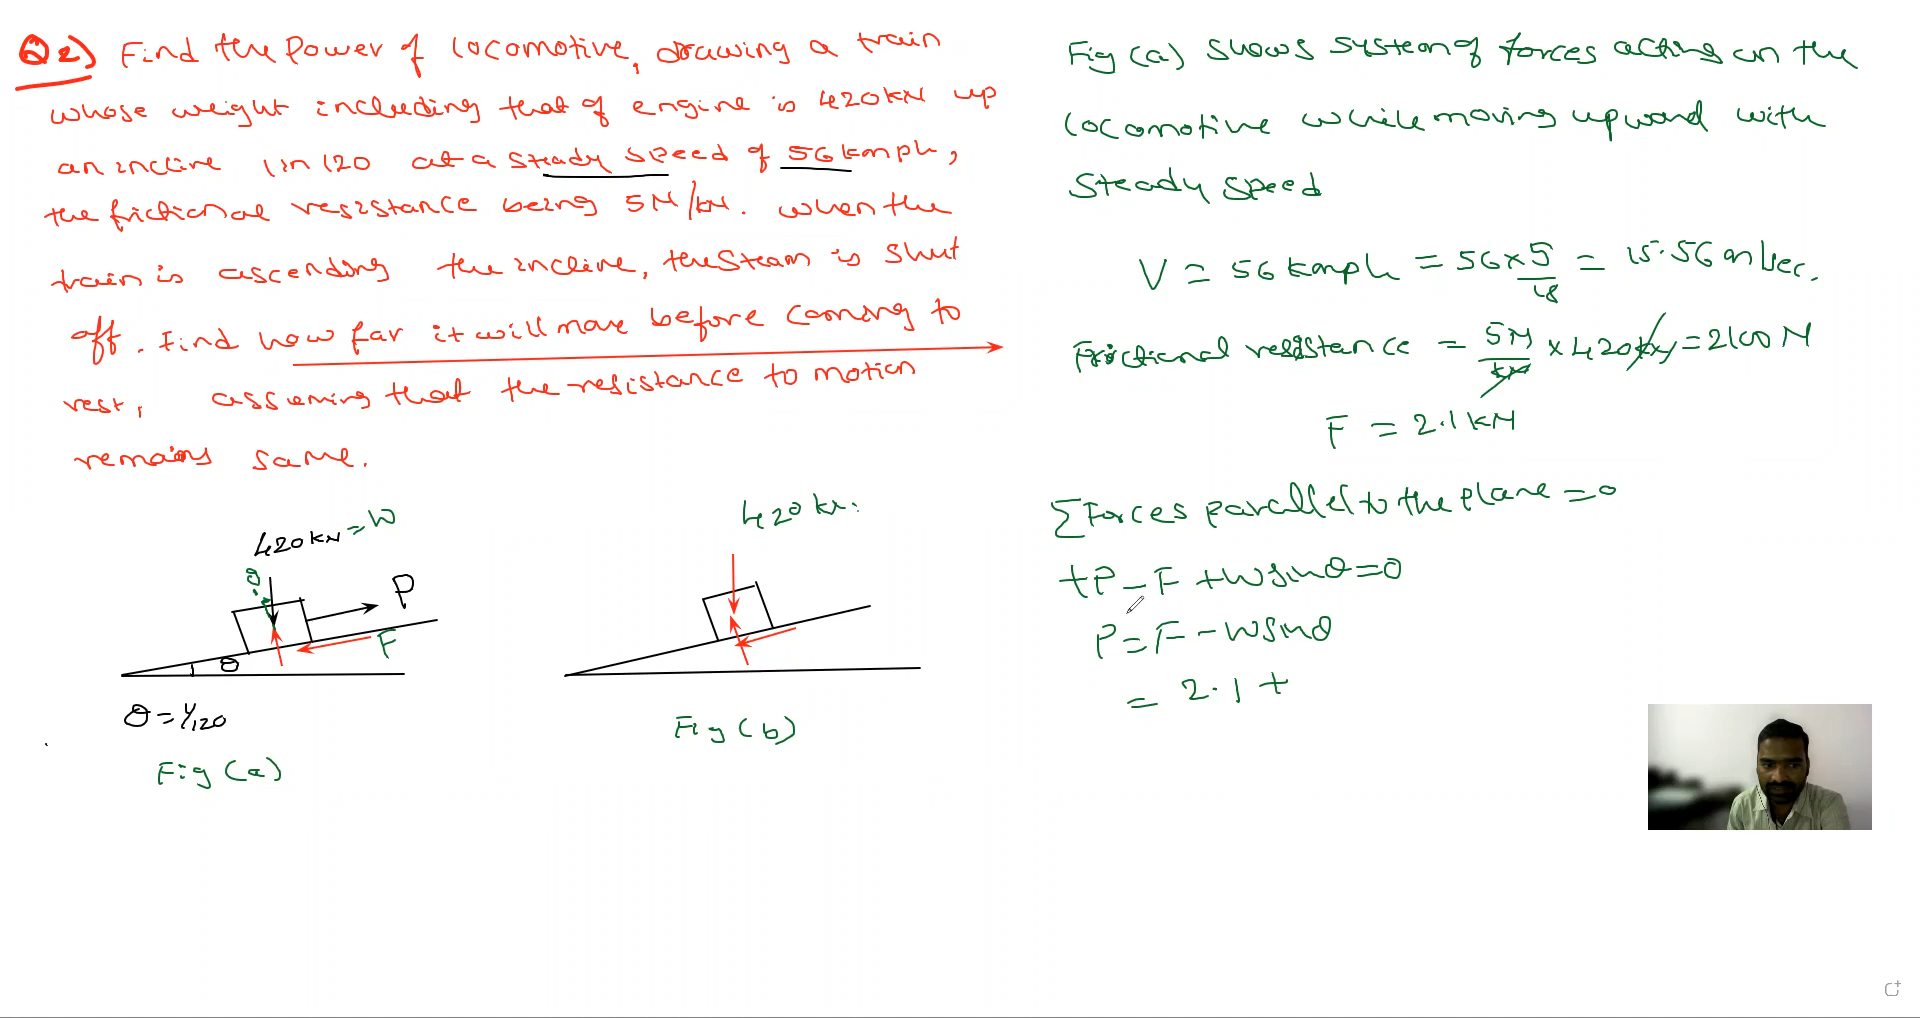 Q2) Find the Power of locomotive, drawing a train
whose weight including that of engine is 420kN up
an incline 1 in 120 at a steady speed of 56 kmph,
the frictional resistance being 5N/kN. when the
train is ascending the incline, the steam is shut
off. Find how far it will move before coming to
rest, assuming that the resistance to motion
remains same.
420kN = W
P
F
θ
θ
θ = 1/120
Fig (a)
420 kN.
Fig (b)
Fig (a) shows system of forces acting on the
locomotive while moving upward with
steady speed
V = 56 kmph = 56 × 5/18 = 15.56 m/sec.
Frictional resistance = 5N/kN × 420kN = 2100 N
F = 2.1 kN
∑Forces parallel to the plane = 0
+P - F + W sinθ = 0
P = F - W sinθ
= 2.1 +